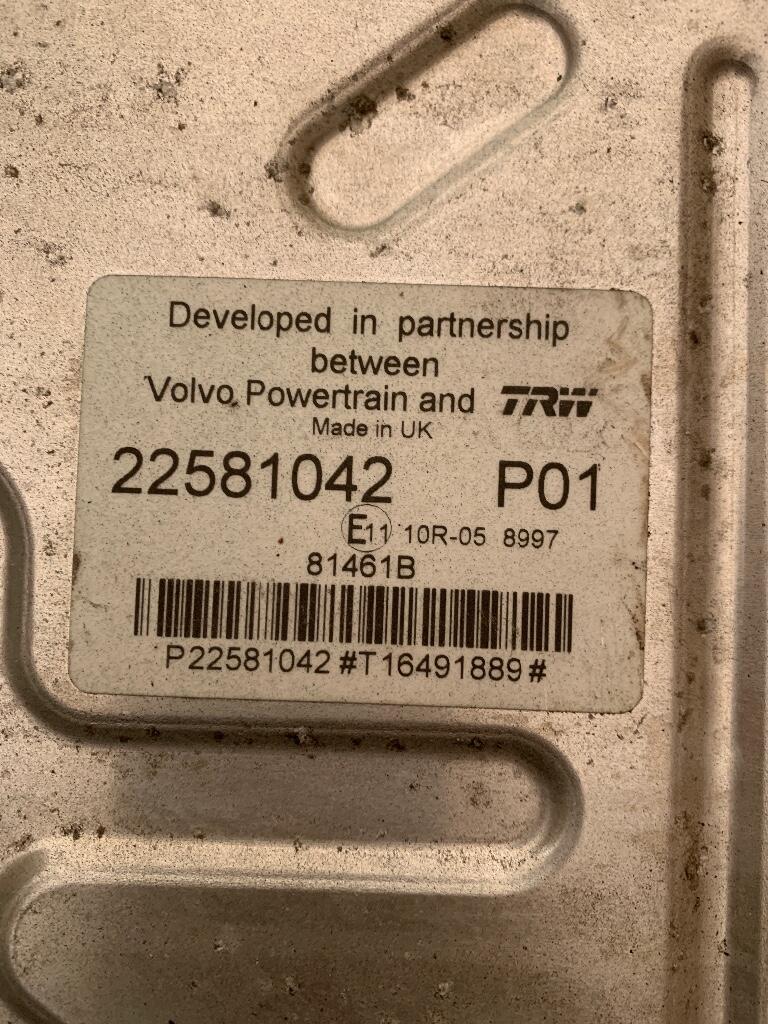 Developed in partnership
between
Volvo Powertrain and TRW
Made in UK
22581042 P01
E11 10R-05 8997
81461B
P22581042 #T16491889#